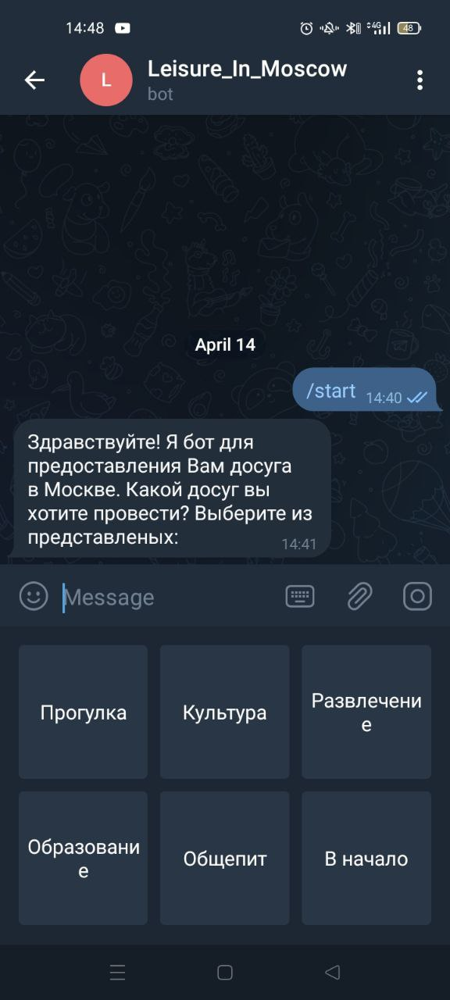 14:48
4G
48
L
Leisure_In_Moscow
bot
April 14
/start 14:40
Здравствуйте! Я бот для
предоставления Вам досуга
в Москве. Какой досуг вы
хотите провести? Выберите из
представленых:
14:41
Message
Прогулка
Культура
Развлечени
е
Образовани
е
Общепит
В начало